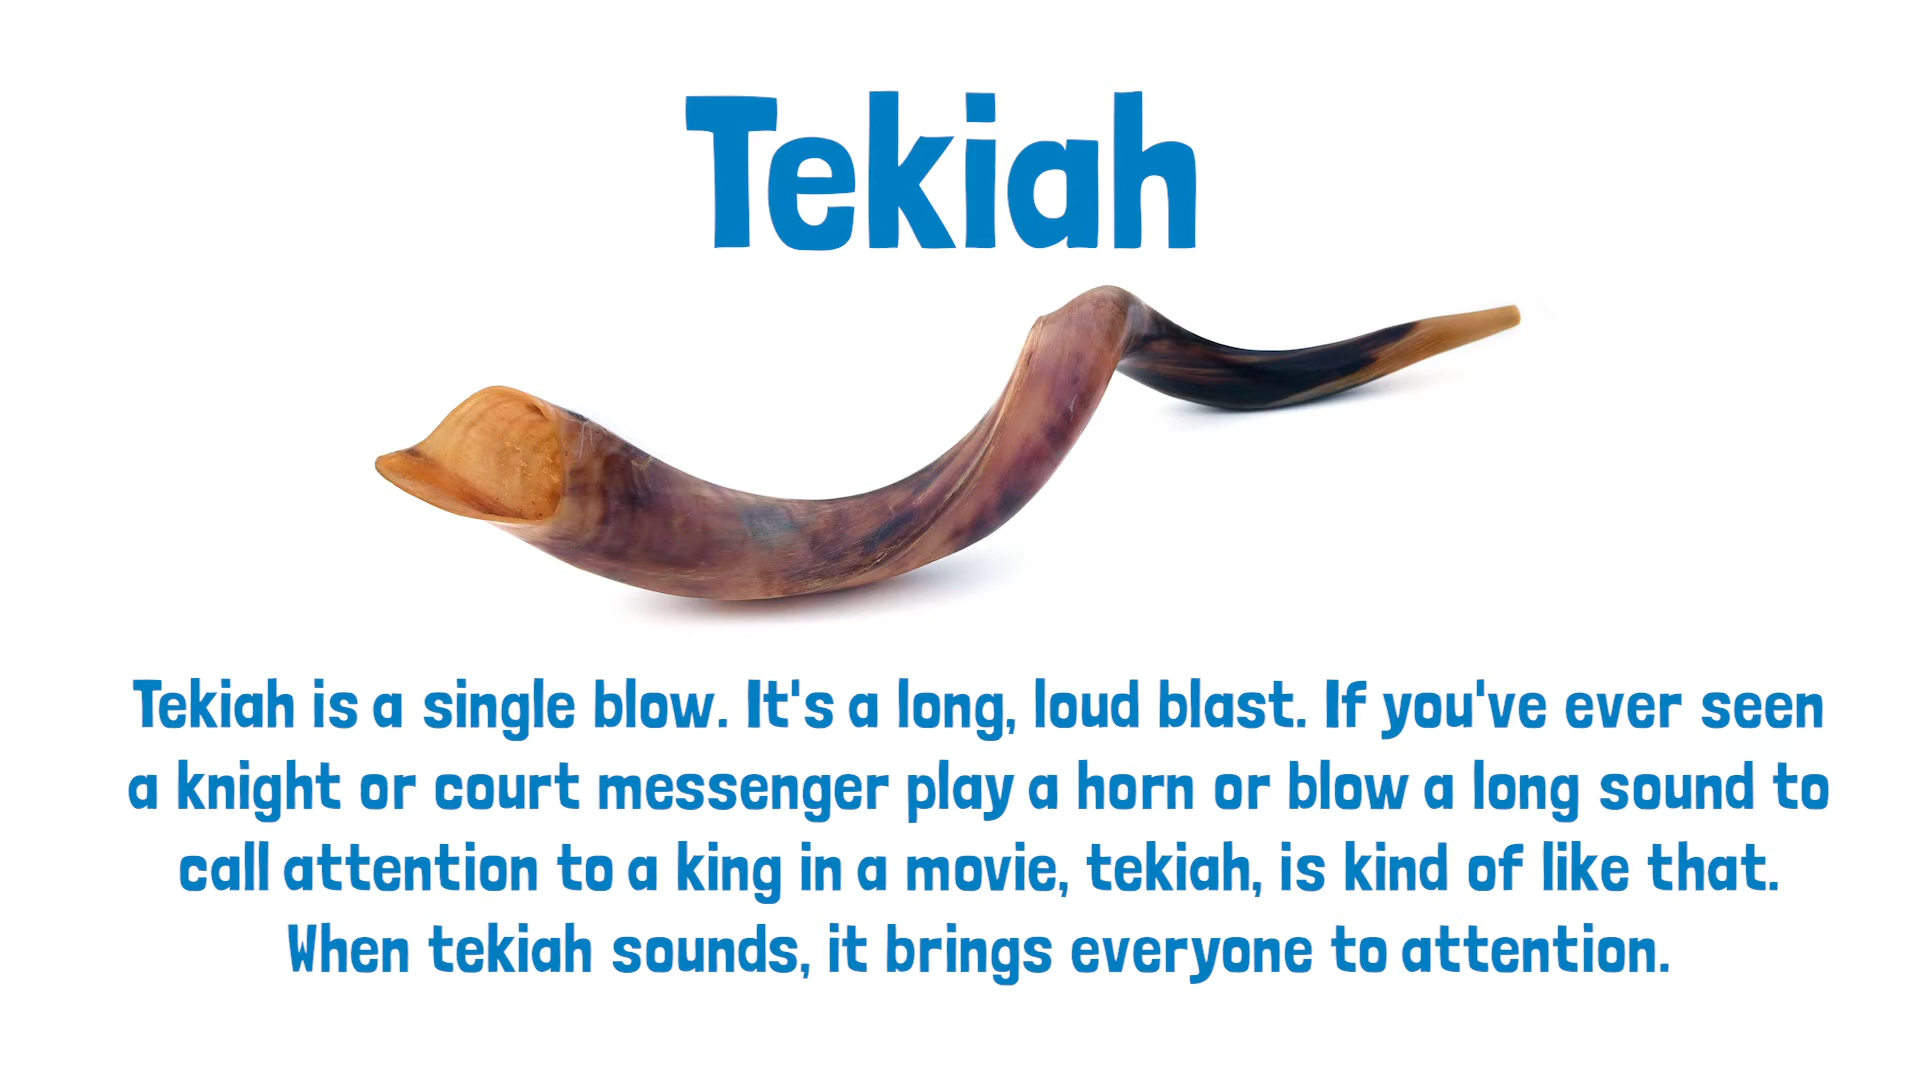 Tekiah
Tekiah is a single blow. It's a long, loud blast. If you've ever seen
a knight or court messenger play a horn or blow a long sound to
call attention to a king in a movie, tekiah, is kind of like that.
When tekiah sounds, it brings everyone to attention.